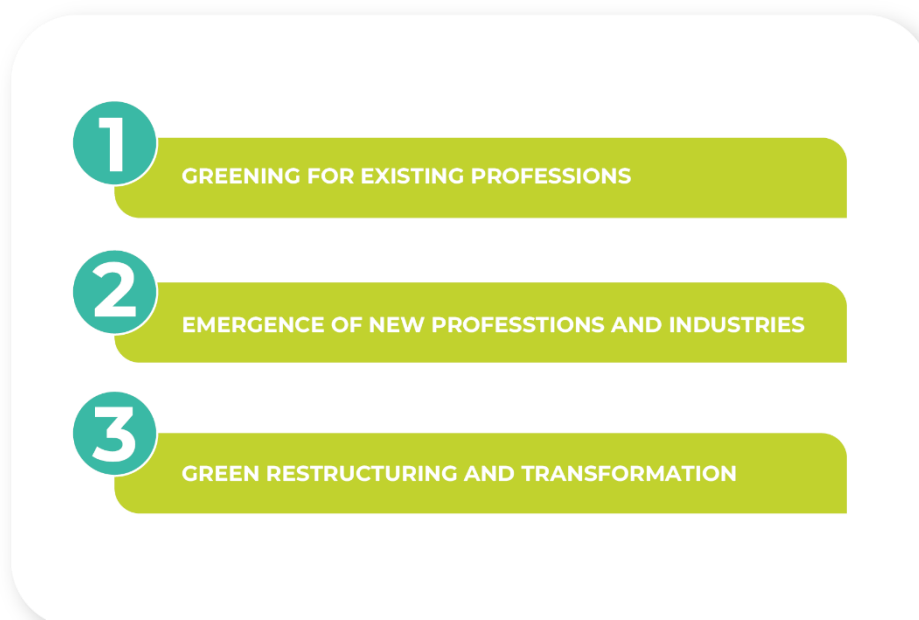 1
GREENING FOR EXISTING PROFESSIONS
2
EMERGENCE OF NEW PROFESSTIONS AND INDUSTRIES
3
GREEN RESTRUCTURING AND TRANSFORMATION